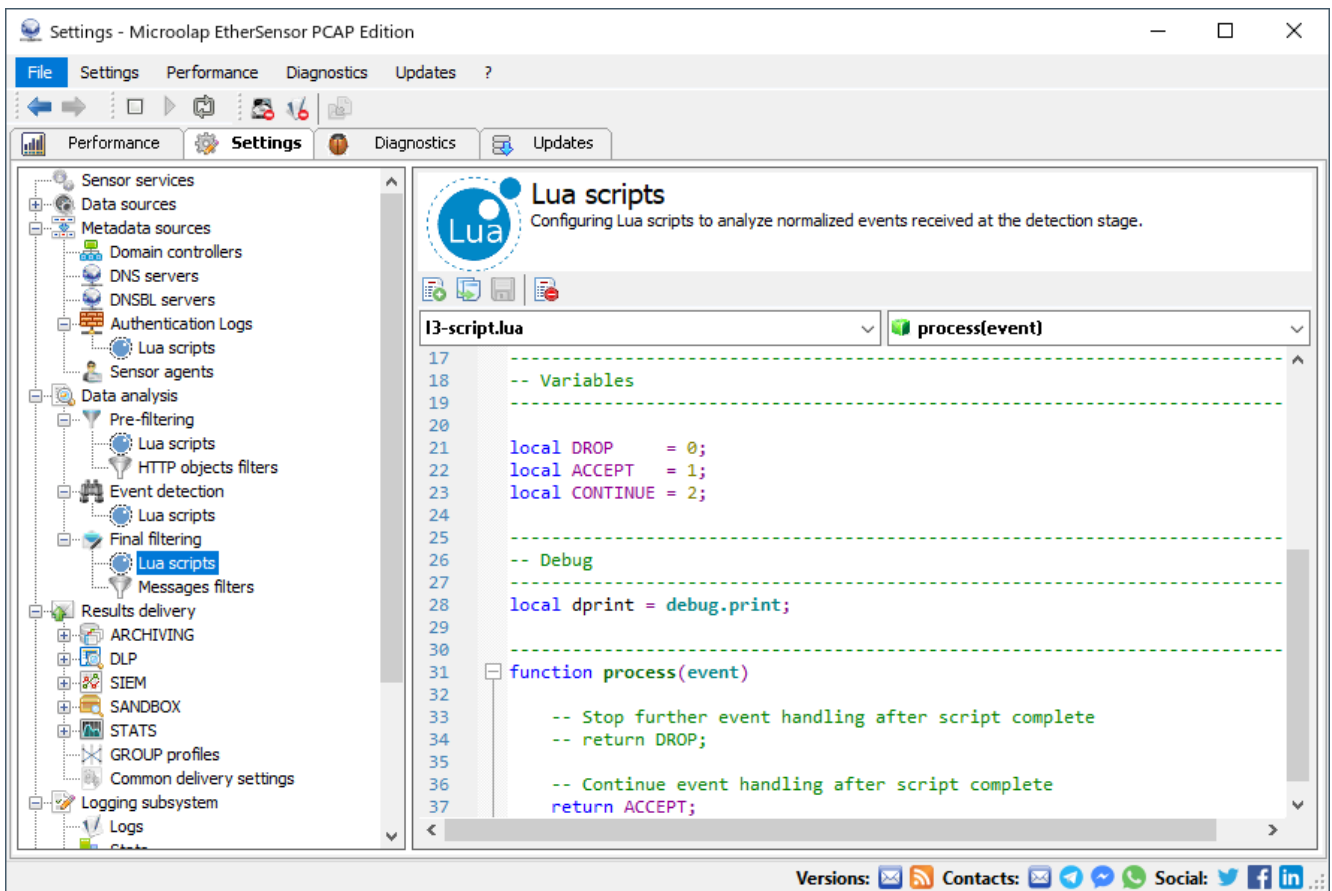 Settings - Microolap EtherSensor PCAP Edition
File Settings Performance Diagnostics Updates ?
Performance Settings Diagnostics Updates
Sensor services
Data sources
Metadata sources
Domain controllers
DNS servers
DNSBL servers
Authentication Logs
Lua scripts
Sensor agents
Data analysis
Pre-filtering
Lua scripts
HTTP objects filters
Event detection
Lua scripts
Final filtering
Lua scripts
Messages filters
Results delivery
ARCHIVING
DLP
SIEM
SANDBOX
STATS
GROUP profiles
Common delivery settings
Logging subsystem
Logs
Lua
Lua scripts
Configuring Lua scripts to analyze normalized events received at the detection stage.
l3-script.lua process(event)
17 ---------------------------------------------------------------------------
18 -- Variables
19 ---------------------------------------------------------------------------
20
21 local DROP     = 0;
22 local ACCEPT   = 1;
23 local CONTINUE = 2;
24
25 ---------------------------------------------------------------------------
26 -- Debug
27 ---------------------------------------------------------------------------
28 local dprint = debug.print;
29
30 ---------------------------------------------------------------------------
31 function process(event)
32
33     -- Stop further event handling after script complete
34     -- return DROP;
35
36     -- Continue event handling after script complete
37     return ACCEPT;
Versions: Contacts: Social: